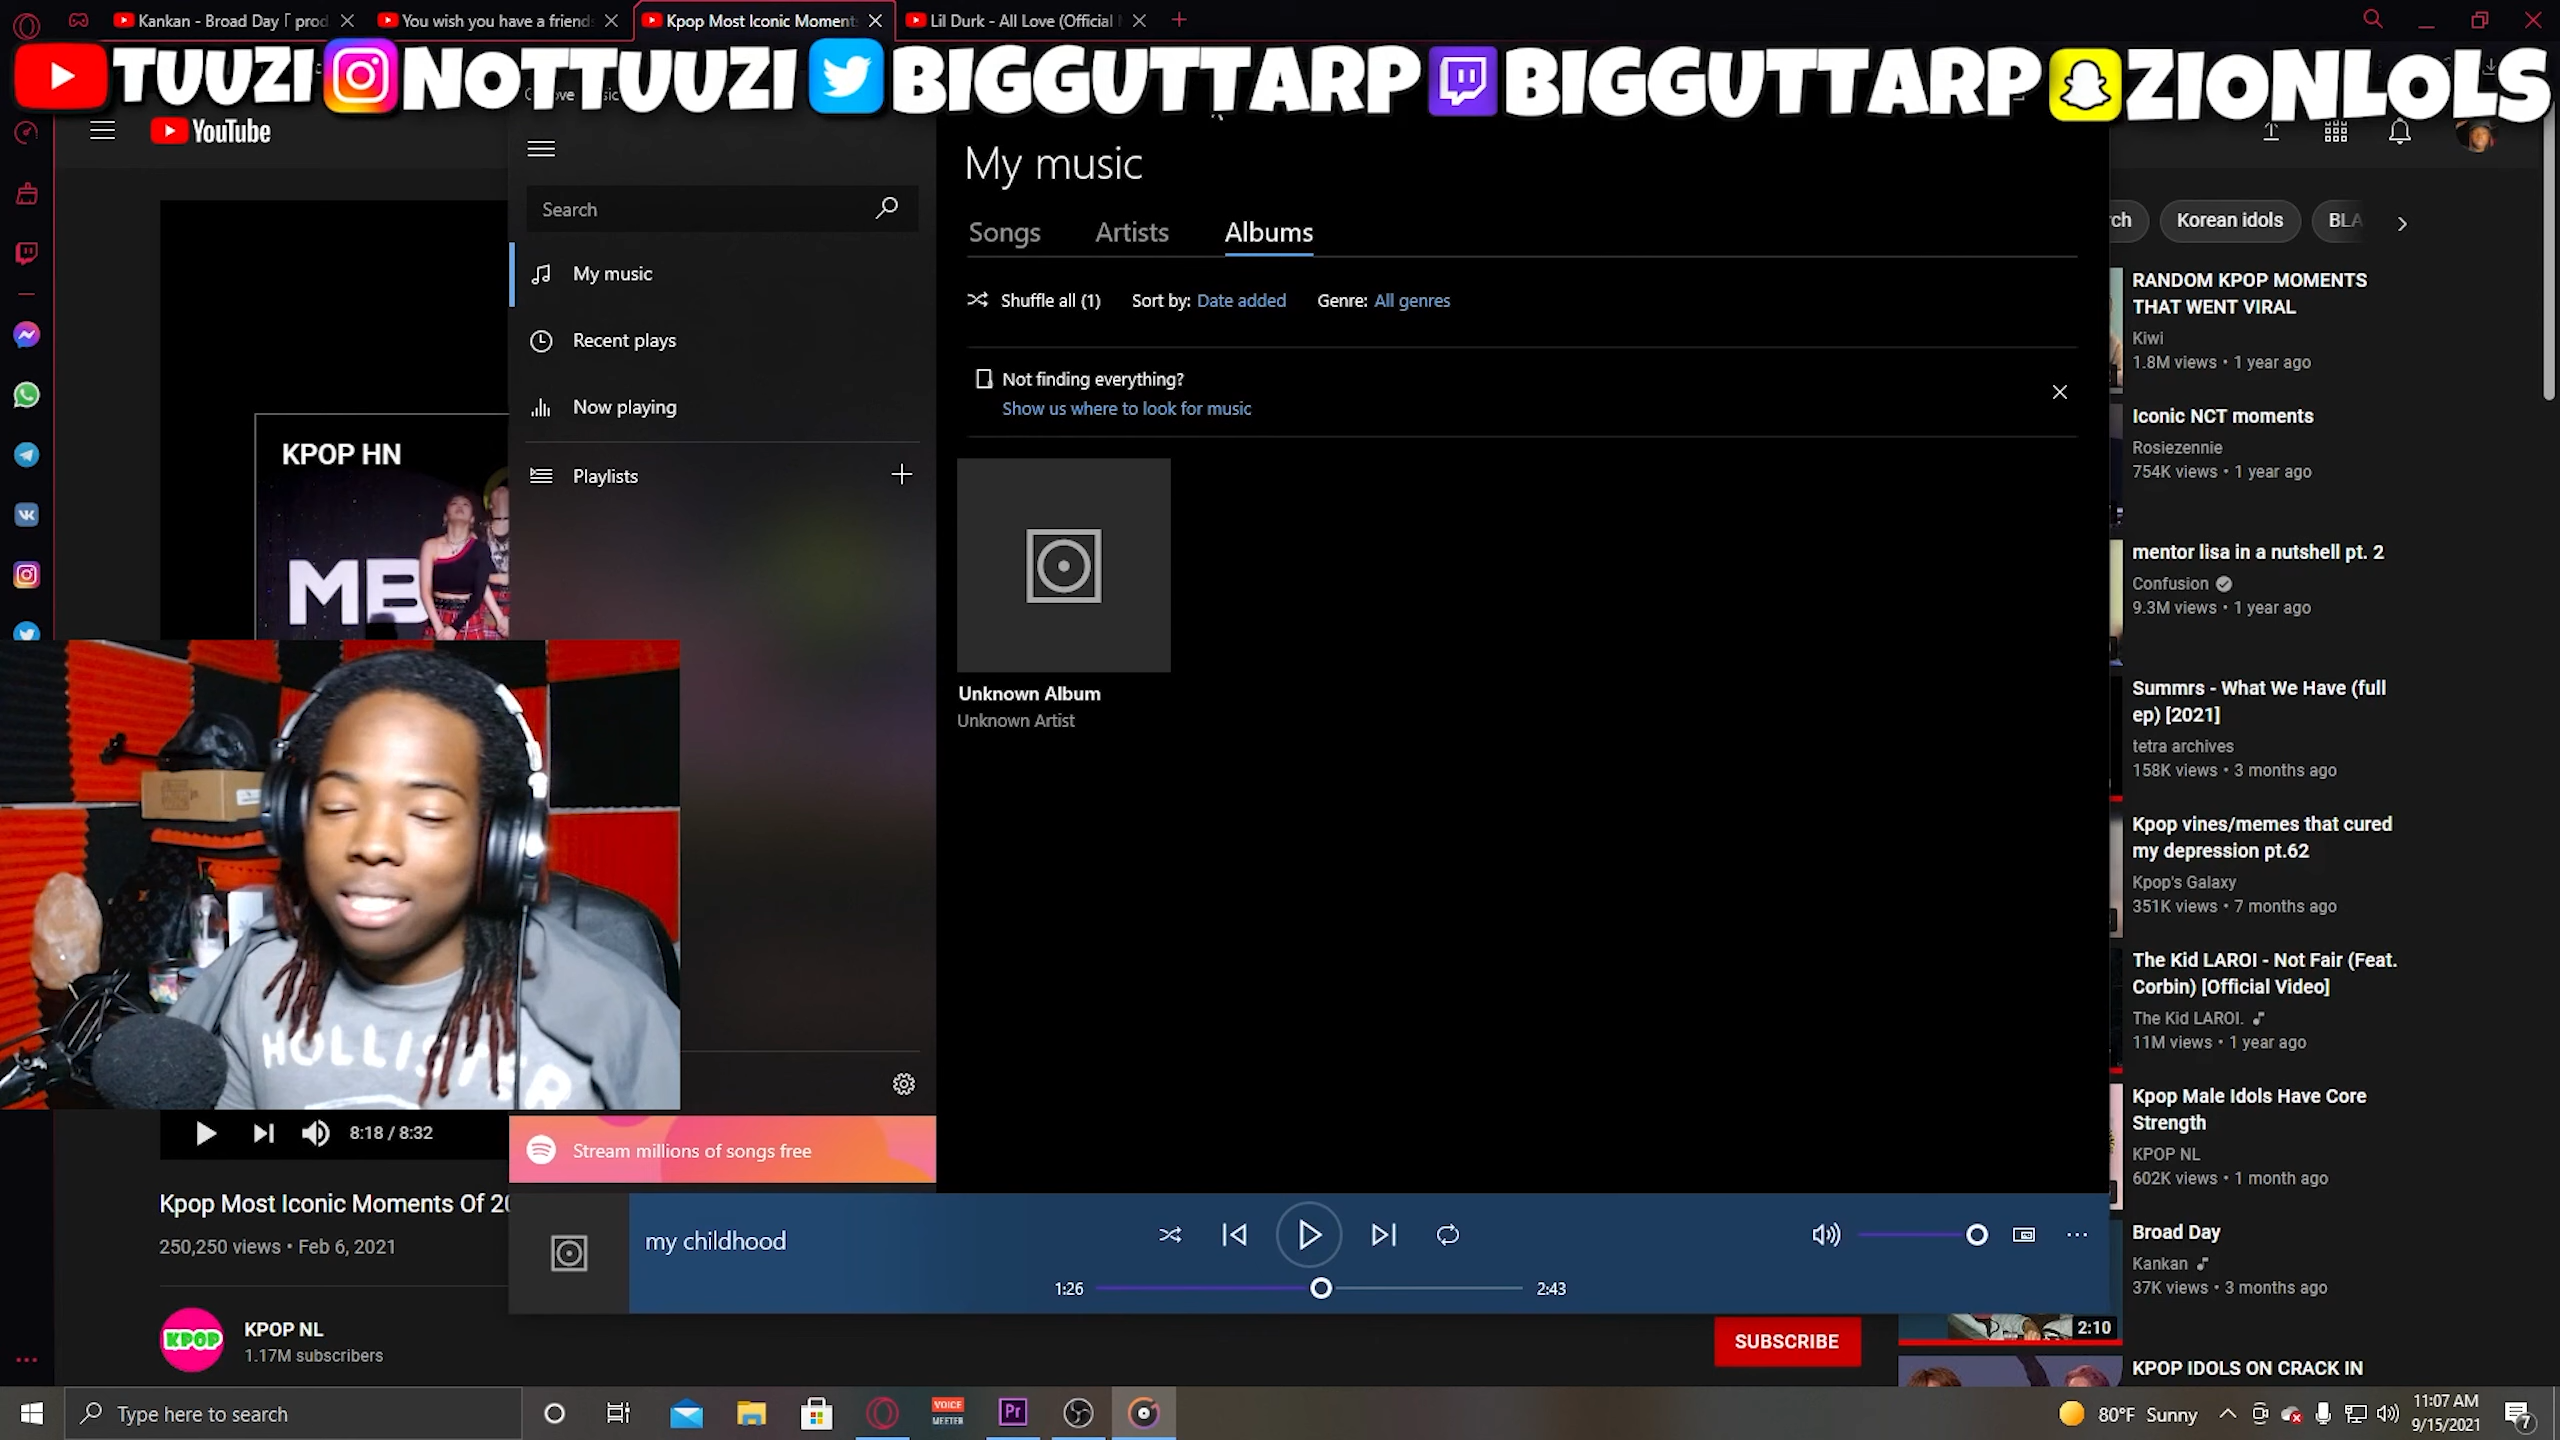 Kankan - Broad Day ｢ prod
You wish you have a friends
Kpop Most Iconic Moments
Lil Durk - All Love (Official
TUUZI NOTTUUZI BIGGUTTARP BIGGUTTARP ZIONLOLS
YouTube
Search
My music
Recent plays
Now playing
Playlists
My music
Songs Artists Albums
Shuffle all (1) Sort by: Date added Genre: All genres
Not finding everything?
Show us where to look for music
Unknown Album
Unknown Artist
KPOP HN
MB
HOLLISTER
8:18 / 8:32
Stream millions of songs free
my childhood
1:26
2:43
Kpop Most Iconic Moments Of 20
250,250 views • Feb 6, 2021
KPOP
KPOP NL
1.17M subscribers
SUBSCRIBE
rch Korean idols BLA
RANDOM KPOP MOMENTS
THAT WENT VIRAL
Kiwi
1.8M views • 1 year ago
Iconic NCT moments
Rosiezennie
754K views • 1 year ago
mentor lisa in a nutshell pt. 2
Confusion
9.3M views • 1 year ago
Summrs - What We Have (full
ep) [2021]
tetra archives
158K views • 3 months ago
Kpop vines/memes that cured
my depression pt.62
Kpop's Galaxy
351K views • 7 months ago
The Kid LAROI - Not Fair (Feat.
Corbin) [Official Video]
The Kid LAROI.
11M views • 1 year ago
Kpop Male Idols Have Core
Strength
KPOP NL
602K views • 1 month ago
Broad Day
Kankan
37K views • 3 months ago
2:10
KPOP IDOLS ON CRACK IN
Type here to search
VOICE
MEETER
Pr
80°F Sunny
11:07 AM
9/15/2021
7